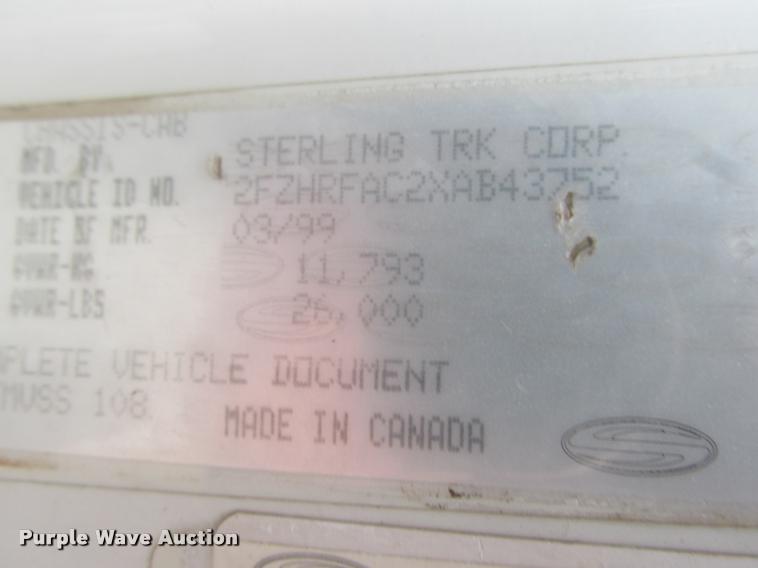 CHASSIS-CAB
MFD. BY. STERLING TRK CORP.
VEHICLE ID NO. 2FZHRFAC2XAB43752
DATE OF MFR. 03/99
GVWR-KG 11,793
GVWR-LBS 26,000
MPLETE VEHICLE DOCUMENT
MVSS 108.
MADE IN CANADA
Purple Wave Auction